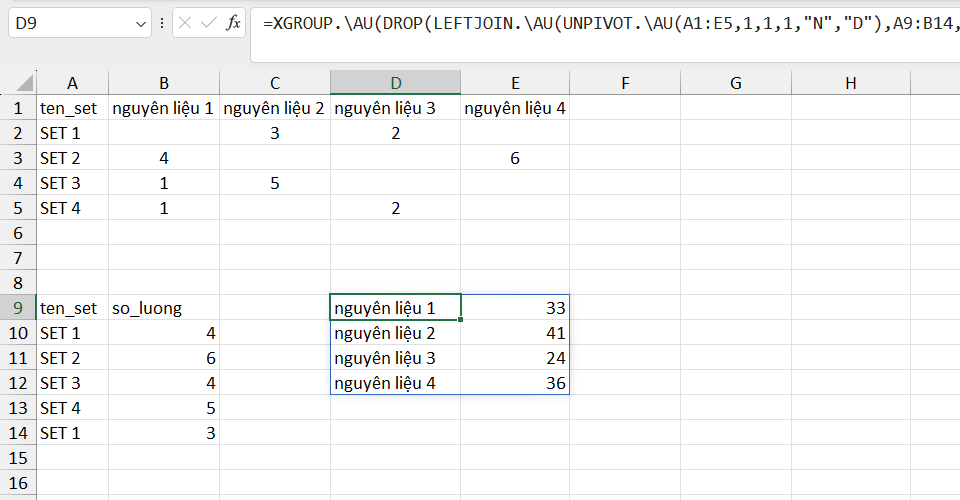 D9 fx =XGROUP.\AU(DROP(LEFTJOIN.\AU(UNPIVOT.\AU(A1:E5,1,1,1,"N","D"),A9:B14,
A B C D E F G H
1 ten_set nguyên liệu 1 nguyên liệu 2 nguyên liệu 3 nguyên liệu 4
2 SET 1 3 2
3 SET 2 4 6
4 SET 3 1 5
5 SET 4 1 2
6
7
8
9 ten_set so_luong nguyên liệu 1 33
10 SET 1 4 nguyên liệu 2 41
11 SET 2 6 nguyên liệu 3 24
12 SET 3 4 nguyên liệu 4 36
13 SET 4 5
14 SET 1 3
15
16